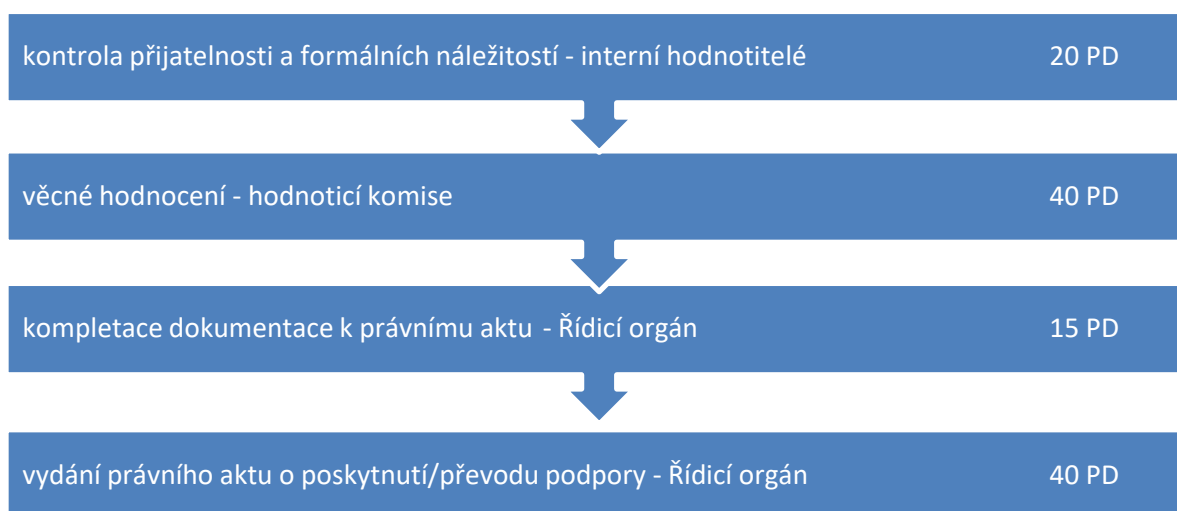 kontrola přijatelnosti a formálních náležitostí - interní hodnotitelé 20 PD
věcné hodnocení - hodnoticí komise 40 PD
kompletace dokumentace k právnímu aktu - Řídicí orgán 15 PD
vydání právního aktu o poskytnutí/převodu podpory - Řídicí orgán 40 PD